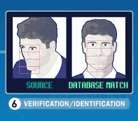 SOURCE DATABASE MATCH
6 VERIFICATION/IDENTIFICATION